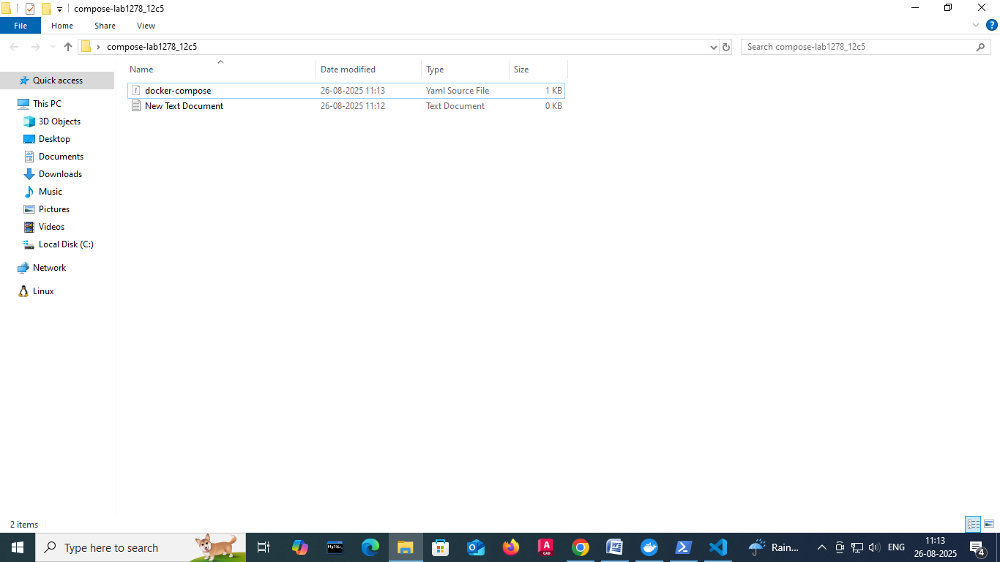 compose-lab1278_12c5
File Home Share View
compose-lab1278_12c5
Search compose-lab1278_12c5
Name Date modified Type Size
docker-compose 26-08-2025 11:13 Yaml Source File 1 KB
New Text Document 26-08-2025 11:12 Text Document 0 KB
Quick access
This PC
3D Objects
Desktop
Documents
Downloads
Music
Pictures
Videos
Local Disk (C:)
Network
Linux
2 items
Type here to search
MySQL
A
CAD
W
Rain...
ENG
11:13
26-08-2025
4